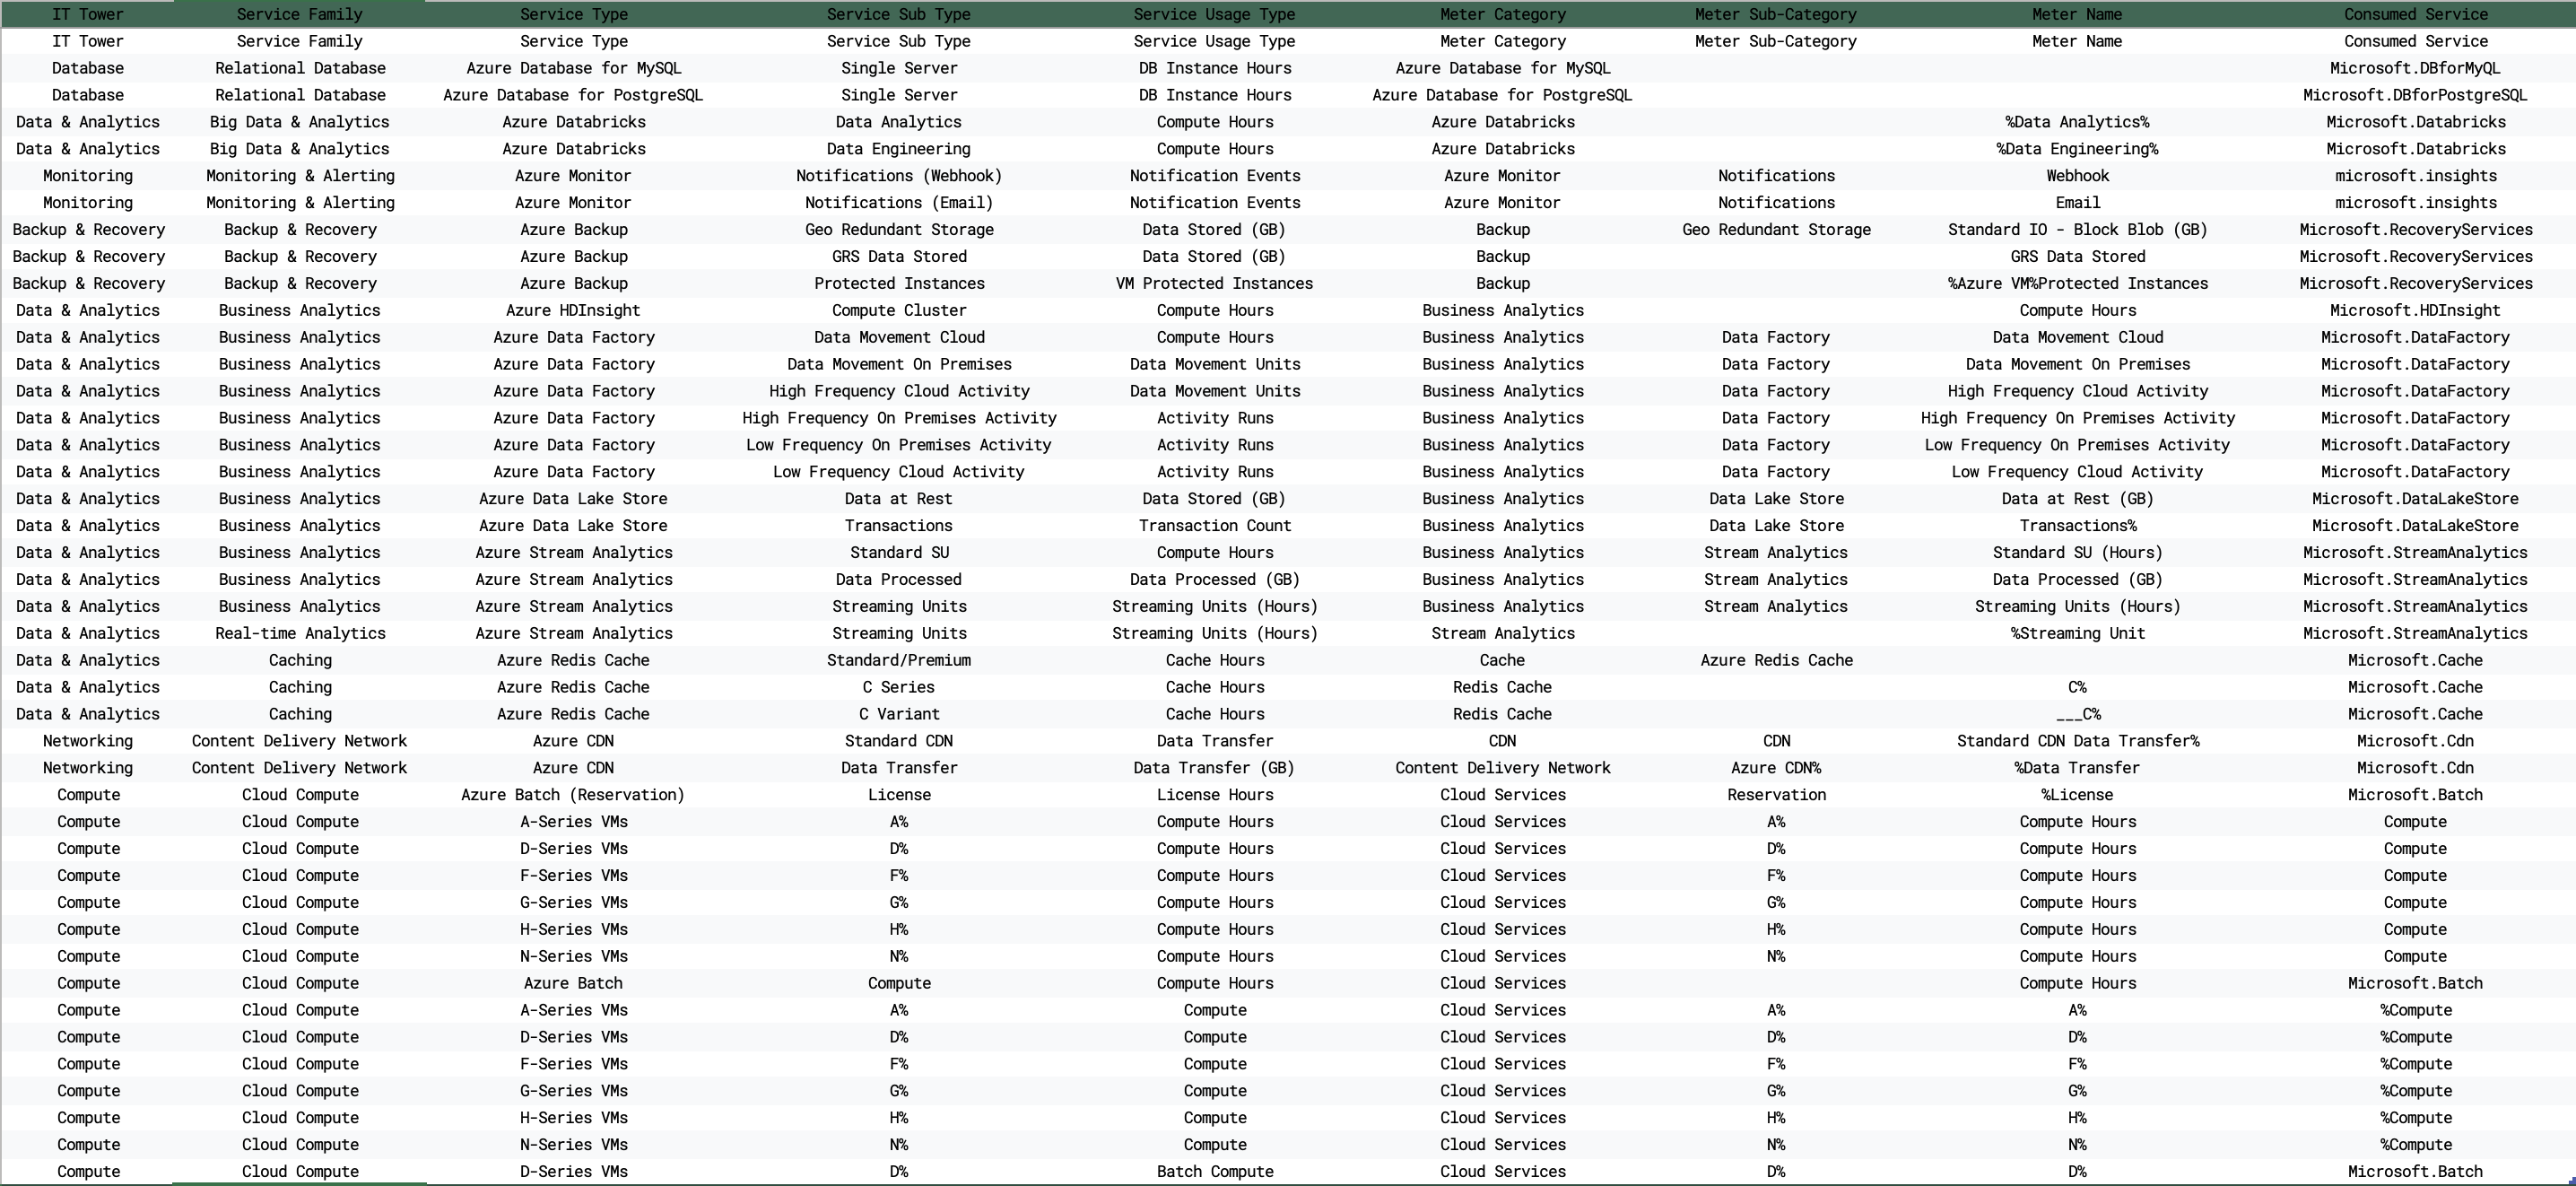 IT Tower Service Family Service Type Service Sub Type Service Usage Type Meter Category Meter Sub-Category Meter Name Consumed Service
IT Tower Service Family Service Type Service Sub Type Service Usage Type Meter Category Meter Sub-Category Meter Name Consumed Service
Database Relational Database Azure Database for MySQL Single Server DB Instance Hours Azure Database for MySQL Microsoft.DBforMyQL
Database Relational Database Azure Database for PostgreSQL Single Server DB Instance Hours Azure Database for PostgreSQL Microsoft.DBforPostgreSQL
Data & Analytics Big Data & Analytics Azure Databricks Data Analytics Compute Hours Azure Databricks %Data Analytics% Microsoft.Databricks
Data & Analytics Big Data & Analytics Azure Databricks Data Engineering Compute Hours Azure Databricks %Data Engineering% Microsoft.Databricks
Monitoring Monitoring & Alerting Azure Monitor Notifications (Webhook) Notification Events Azure Monitor Notifications Webhook microsoft.insights
Monitoring Monitoring & Alerting Azure Monitor Notifications (Email) Notification Events Azure Monitor Notifications Email microsoft.insights
Backup & Recovery Backup & Recovery Azure Backup Geo Redundant Storage Data Stored (GB) Backup Geo Redundant Storage Standard IO - Block Blob (GB) Microsoft.RecoveryServices
Backup & Recovery Backup & Recovery Azure Backup GRS Data Stored Data Stored (GB) Backup GRS Data Stored Microsoft.RecoveryServices
Backup & Recovery Backup & Recovery Azure Backup Protected Instances VM Protected Instances Backup %Azure VM%Protected Instances Microsoft.RecoveryServices
Data & Analytics Business Analytics Azure HDInsight Compute Cluster Compute Hours Business Analytics Compute Hours Microsoft.HDInsight
Data & Analytics Business Analytics Azure Data Factory Data Movement Cloud Compute Hours Business Analytics Data Factory Data Movement Cloud Microsoft.DataFactory
Data & Analytics Business Analytics Azure Data Factory Data Movement On Premises Data Movement Units Business Analytics Data Factory Data Movement On Premises Microsoft.DataFactory
Data & Analytics Business Analytics Azure Data Factory High Frequency Cloud Activity Data Movement Units Business Analytics Data Factory High Frequency Cloud Activity Microsoft.DataFactory
Data & Analytics Business Analytics Azure Data Factory High Frequency On Premises Activity Activity Runs Business Analytics Data Factory High Frequency On Premises Activity Microsoft.DataFactory
Data & Analytics Business Analytics Azure Data Factory Low Frequency On Premises Activity Activity Runs Business Analytics Data Factory Low Frequency On Premises Activity Microsoft.DataFactory
Data & Analytics Business Analytics Azure Data Factory Low Frequency Cloud Activity Activity Runs Business Analytics Data Factory Low Frequency Cloud Activity Microsoft.DataFactory
Data & Analytics Business Analytics Azure Data Lake Store Data at Rest Data Stored (GB) Business Analytics Data Lake Store Data at Rest (GB) Microsoft.DataLakeStore
Data & Analytics Business Analytics Azure Data Lake Store Transactions Transaction Count Business Analytics Data Lake Store Transactions% Microsoft.DataLakeStore
Data & Analytics Business Analytics Azure Stream Analytics Standard SU Compute Hours Business Analytics Stream Analytics Standard SU (Hours) Microsoft.StreamAnalytics
Data & Analytics Business Analytics Azure Stream Analytics Data Processed Data Processed (GB) Business Analytics Stream Analytics Data Processed (GB) Microsoft.StreamAnalytics
Data & Analytics Business Analytics Azure Stream Analytics Streaming Units Streaming Units (Hours) Business Analytics Stream Analytics Streaming Units (Hours) Microsoft.StreamAnalytics
Data & Analytics Real-time Analytics Azure Stream Analytics Streaming Units Streaming Units (Hours) Stream Analytics %Streaming Unit Microsoft.StreamAnalytics
Data & Analytics Caching Azure Redis Cache Standard/Premium Cache Hours Cache Azure Redis Cache Microsoft.Cache
Data & Analytics Caching Azure Redis Cache C Series Cache Hours Redis Cache C% Microsoft.Cache
Data & Analytics Caching Azure Redis Cache C Variant Cache Hours Redis Cache ___C% Microsoft.Cache
Networking Content Delivery Network Azure CDN Standard CDN Data Transfer CDN CDN Standard CDN Data Transfer% Microsoft.Cdn
Networking Content Delivery Network Azure CDN Data Transfer Data Transfer (GB) Content Delivery Network Azure CDN% %Data Transfer Microsoft.Cdn
Compute Cloud Compute Azure Batch (Reservation) License License Hours Cloud Services Reservation %License Microsoft.Batch
Compute Cloud Compute A-Series VMs A% Compute Hours Cloud Services A% Compute Hours Compute
Compute Cloud Compute D-Series VMs D% Compute Hours Cloud Services D% Compute Hours Compute
Compute Cloud Compute F-Series VMs F% Compute Hours Cloud Services F% Compute Hours Compute
Compute Cloud Compute G-Series VMs G% Compute Hours Cloud Services G% Compute Hours Compute
Compute Cloud Compute H-Series VMs H% Compute Hours Cloud Services H% Compute Hours Compute
Compute Cloud Compute N-Series VMs N% Compute Hours Cloud Services N% Compute Hours Compute
Compute Cloud Compute Azure Batch Compute Compute Hours Cloud Services Compute Hours Microsoft.Batch
Compute Cloud Compute A-Series VMs A% Compute Cloud Services A% A% %Compute
Compute Cloud Compute D-Series VMs D% Compute Cloud Services D% D% %Compute
Compute Cloud Compute F-Series VMs F% Compute Cloud Services F% F% %Compute
Compute Cloud Compute G-Series VMs G% Compute Cloud Services G% G% %Compute
Compute Cloud Compute H-Series VMs H% Compute Cloud Services H% H% %Compute
Compute Cloud Compute N-Series VMs N% Compute Cloud Services N% N% %Compute
Compute Cloud Compute D-Series VMs D% Batch Compute Cloud Services D% D% Microsoft.Batch